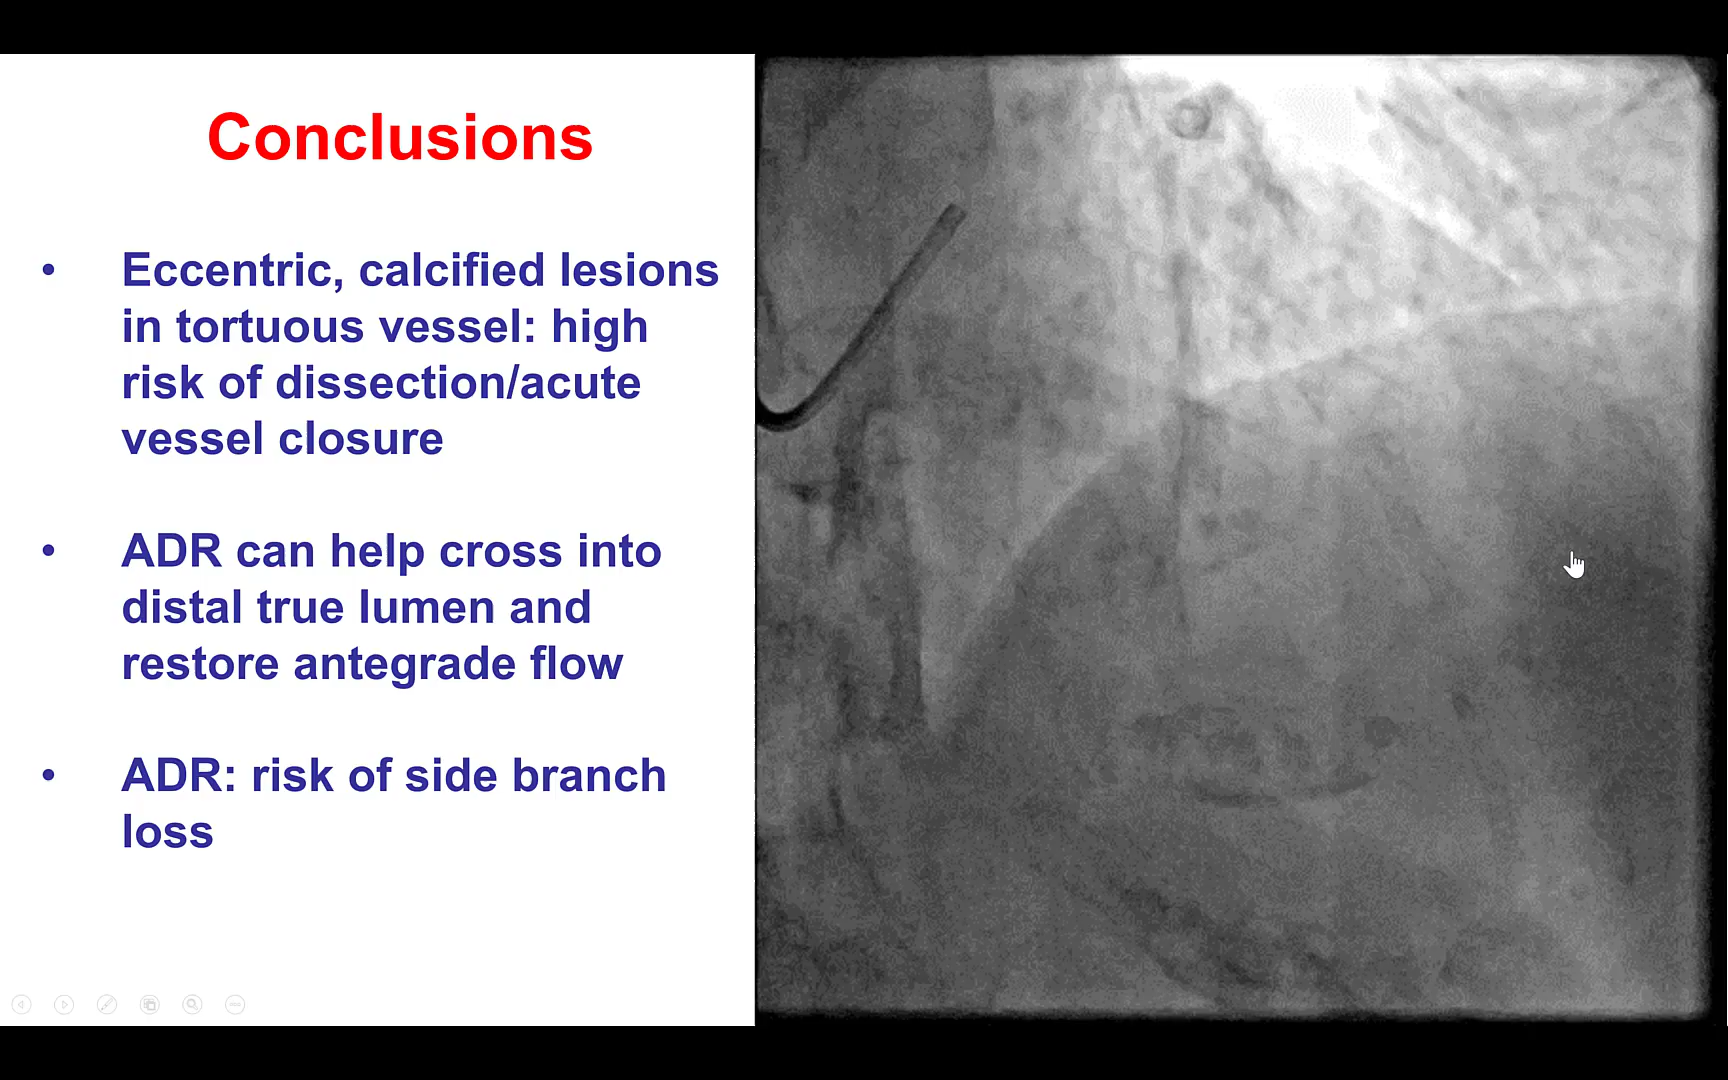 Conclusions
• Eccentric, calcified lesions
in tortuous vessel: high
risk of dissection/acute
vessel closure
• ADR can help cross into
distal true lumen and
restore antegrade flow
• ADR: risk of side branch
loss